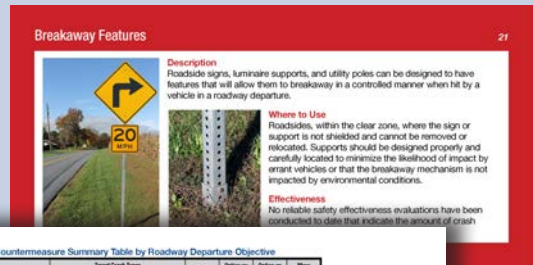 Breakaway Features
21
Description
Roadside signs, luminaire supports, and utility poles can be designed to have
features that will allow them to breakaway in a controlled manner when hit by a
vehicle in a roadway departure.
Where to Use
Roadsides, within the clear zone, where the sign or
support is not shielded and cannot be removed or
relocated. Supports should be designed properly and
carefully located to minimize the likelihood of impact by
errant vehicles or that the breakaway mechanism is not
impacted by environmental conditions.
Effectiveness
No reliable safety effectiveness evaluations have been
conducted to date that indicate the amount of crash
20
MPH
ountermeasure Summary Table by Roadway Departure Objective